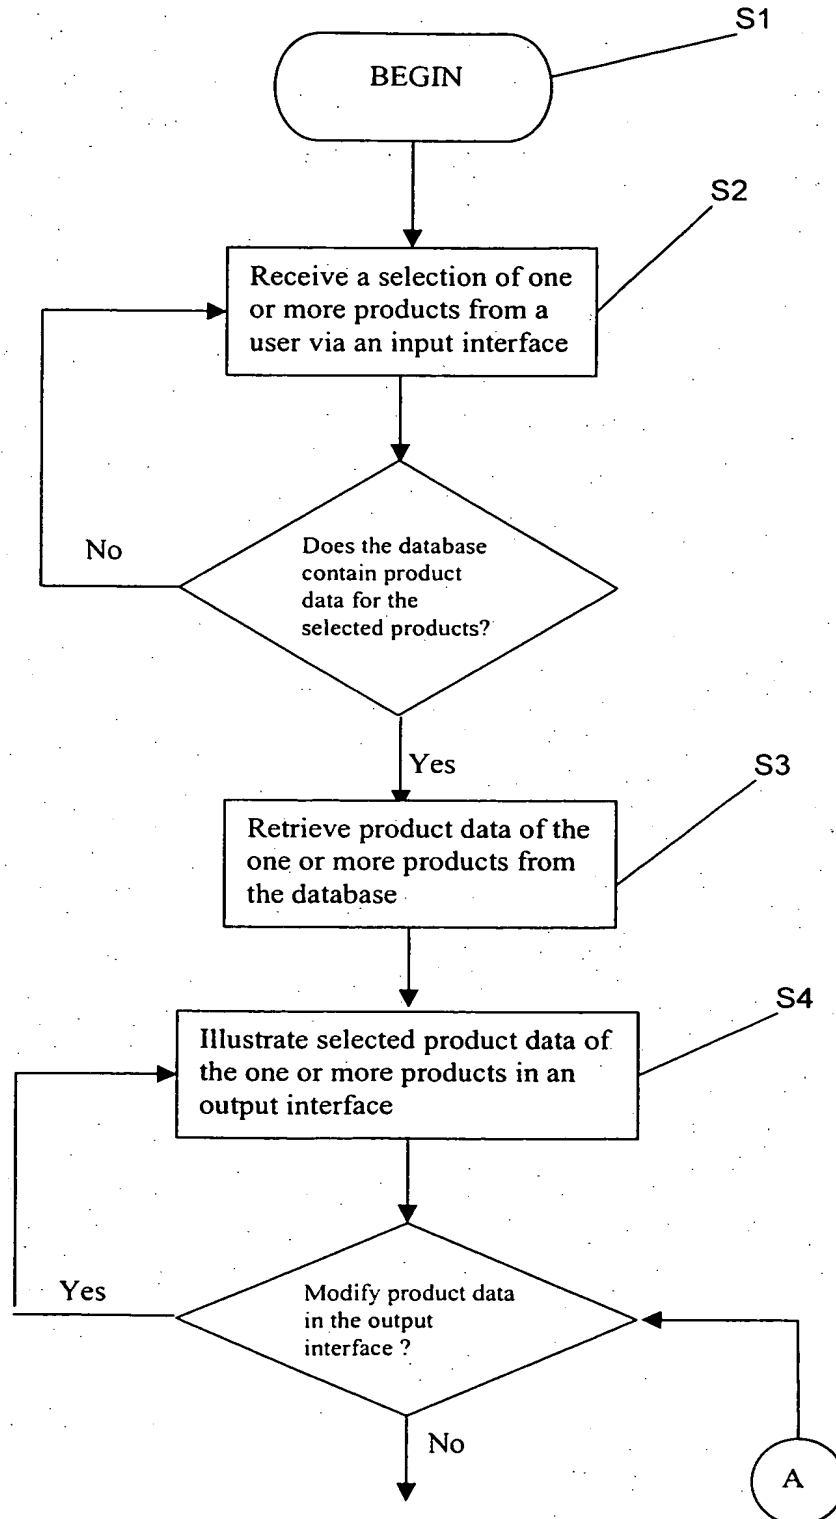 S1
BEGIN
S2
Receive a selection of one
or more products from a
user via an input interface
No
Does the database
contain product
data for the
selected products?
Yes
S3
Retrieve product data of the
one or more products from
the database
S4
Illustrate selected product data of
the one or more products in an
output interface
Yes
Modify product data
in the output
interface ?
No
A